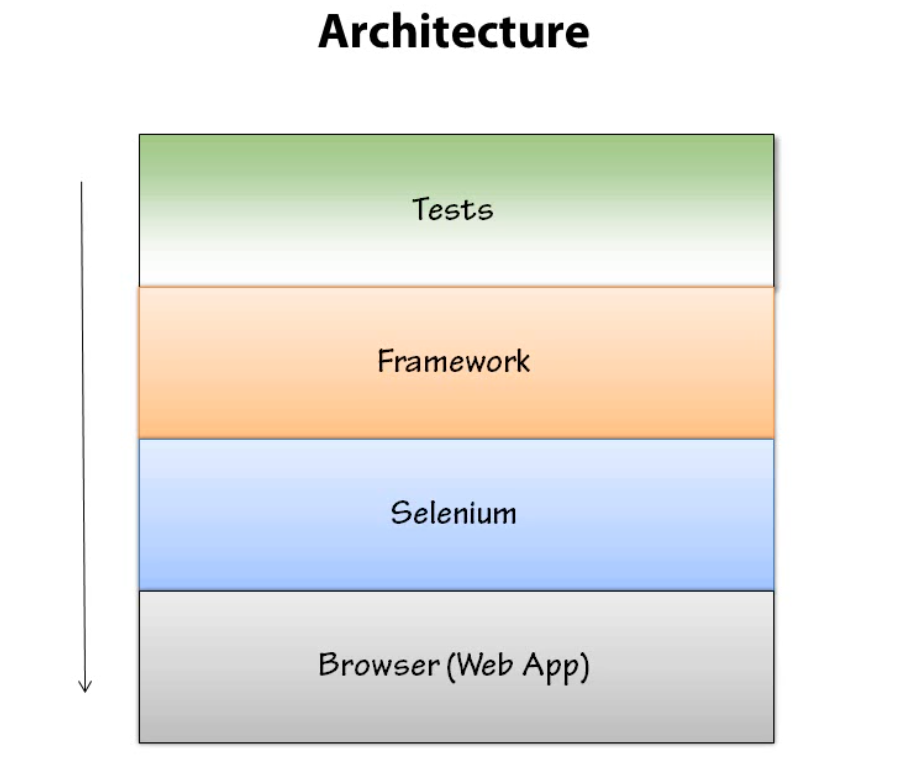 Architecture
Tests
Framework
Selenium
Browser (Web App)